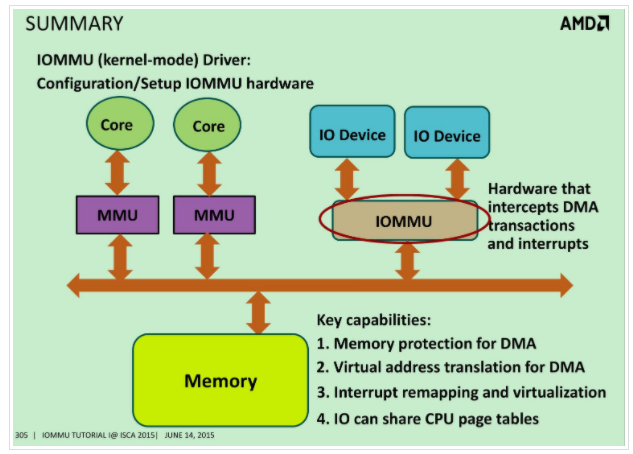 SUMMARY
AMD
IOMMU (kernel-mode) Driver:
Configuration/Setup IOMMU hardware
Core
Core
IO Device
IO Device
MMU
MMU
IOMMU
Hardware that
intercepts DMA
transactions
and interrupts
Memory
Key capabilities:
1. Memory protection for DMA
2. Virtual address translation for DMA
3. Interrupt remapping and virtualization
4. IO can share CPU page tables
305 | IOMMU TUTORIAL I@ ISCA 2015| JUNE 14, 2015